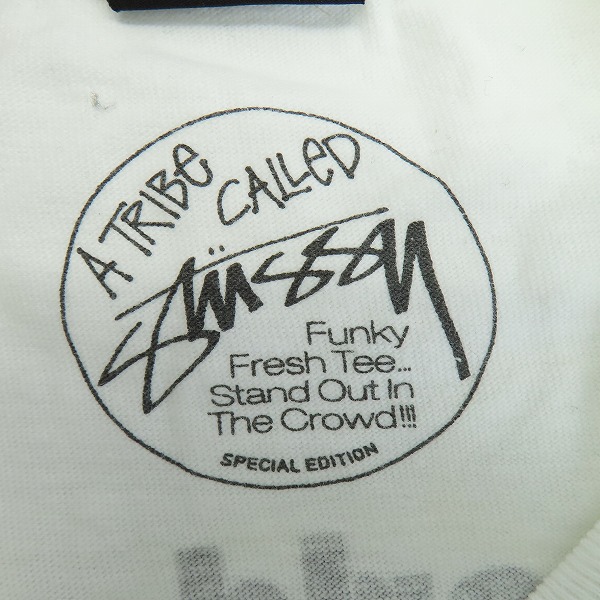 A TRIBE CALLED
Stüssy
Funky
Fresh Tee...
Stand Out In
The Crowd!!!
SPECIAL EDITION